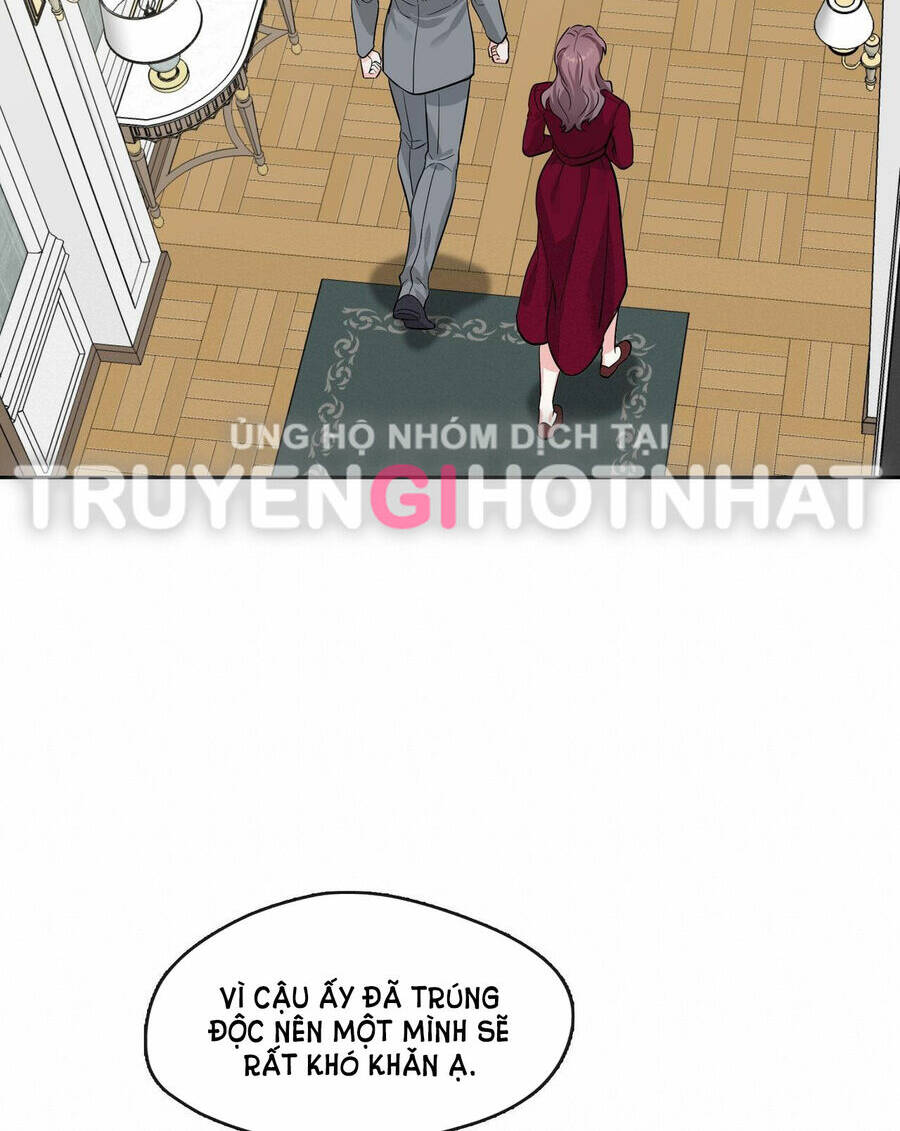 ỦNG HỘ NHÓM DỊCH TẠI
TRUYENGIHOTNHAT
VÌ CẬU ẤY ĐÃ TRÚNG
ĐỘC NÊN MỘT MÌNH SẼ
RẤT KHÓ KHĂN Ạ.